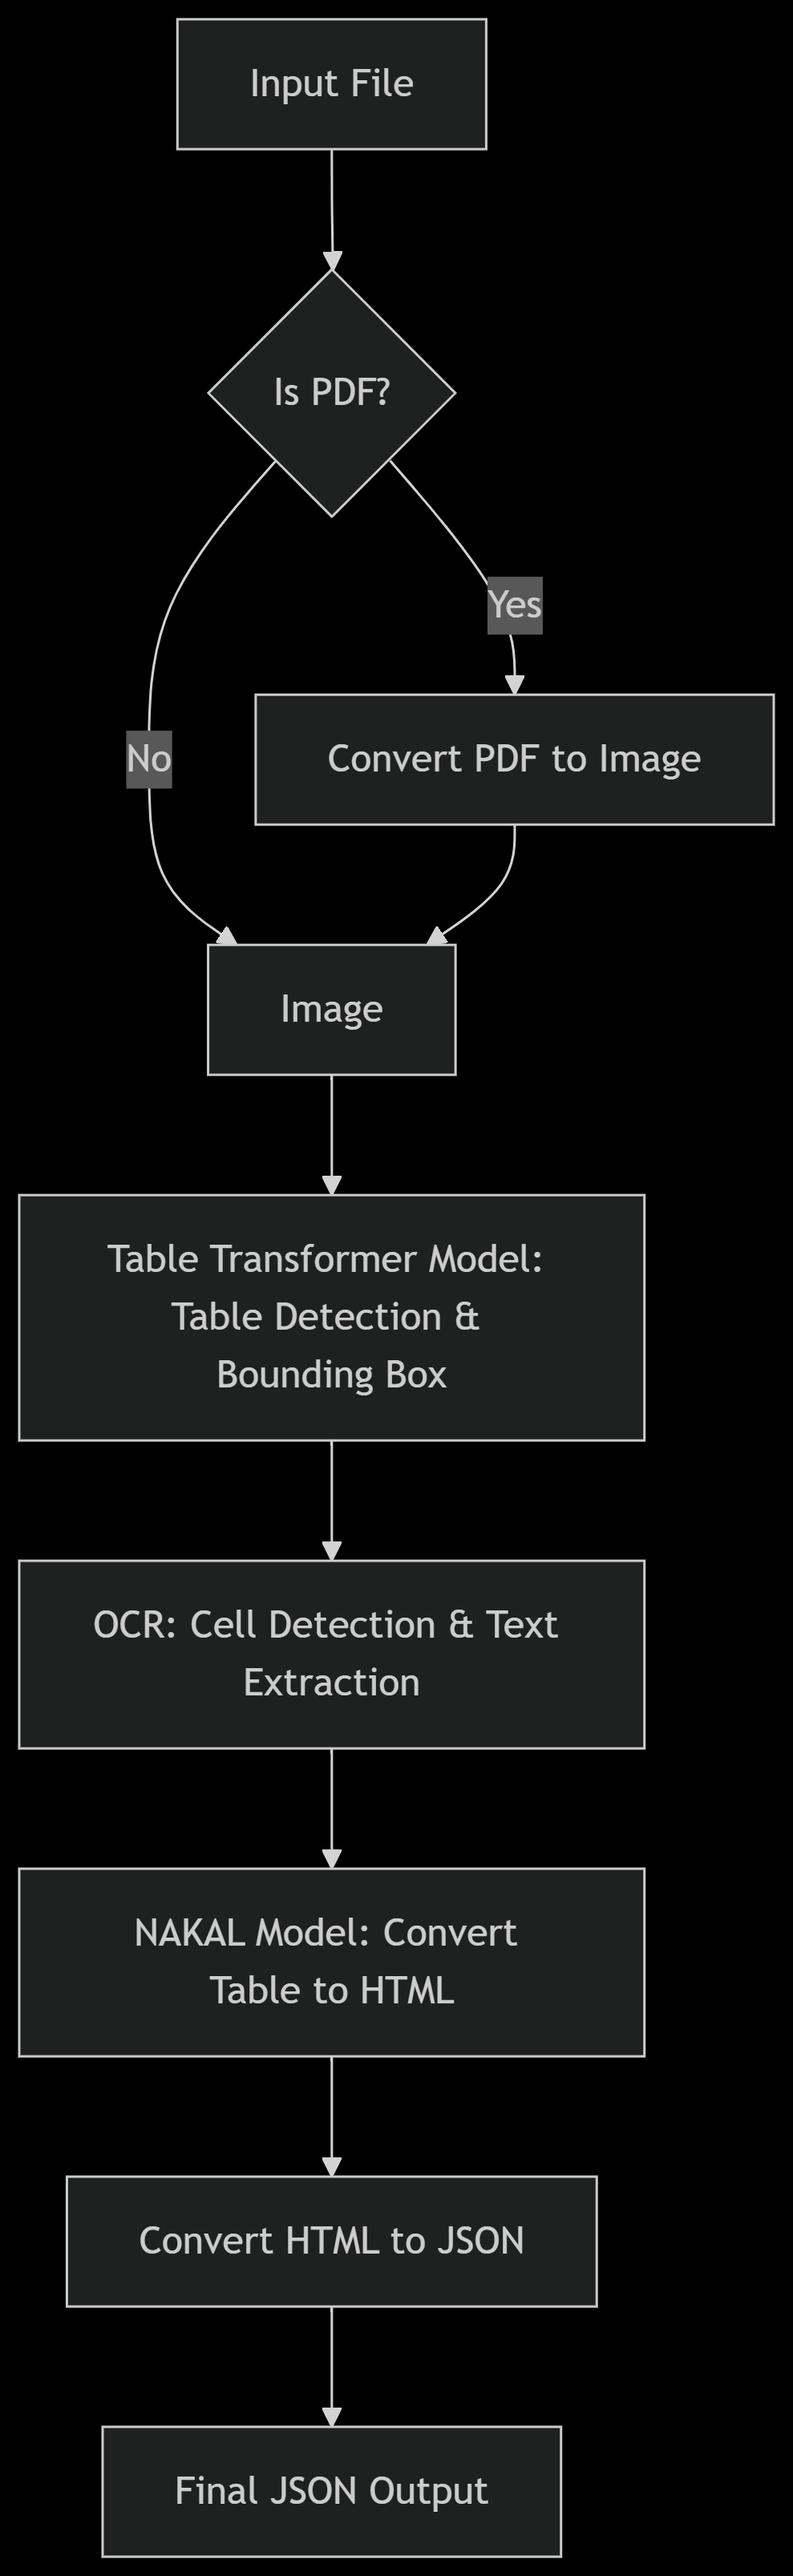 Input File
Is PDF?
Yes
No
Convert PDF to Image
Image
Table Transformer Model:
Table Detection &
Bounding Box
OCR: Cell Detection & Text
Extraction
NAKAL Model: Convert
Table to HTML
Convert HTML to JSON
Final JSON Output